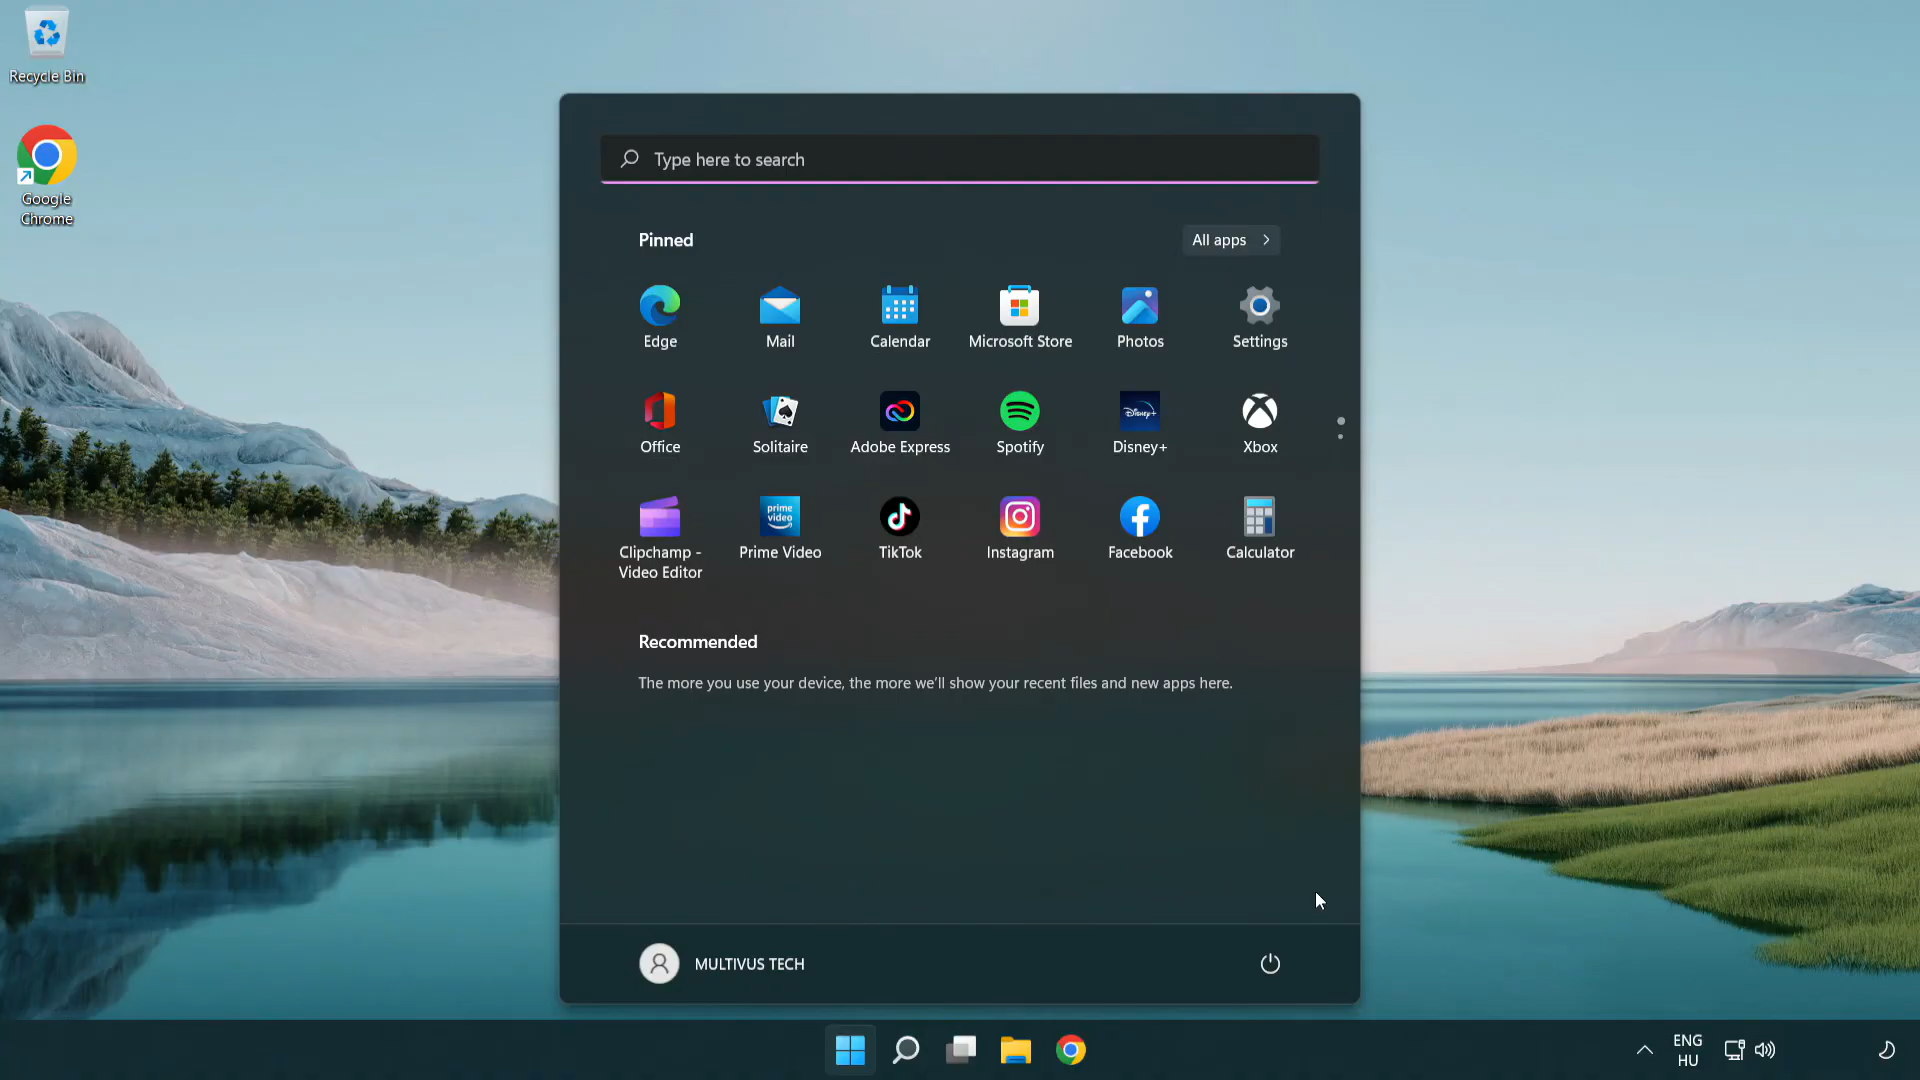 Recycle Bin
Google
Chrome
Type here to search
Pinned
All apps
Edge
Mail
Calendar
Microsoft Store
Photos
Settings
Office
Solitaire
Adobe Express
Spotify
Disney+
Disney+
Xbox
prime
video
Clipchamp -
Video Editor
Prime Video
TikTok
Instagram
Facebook
Calculator
Recommended
The more you use your device, the more we'll show your recent files and new apps here.
MULTIVUS TECH
ENG
HU